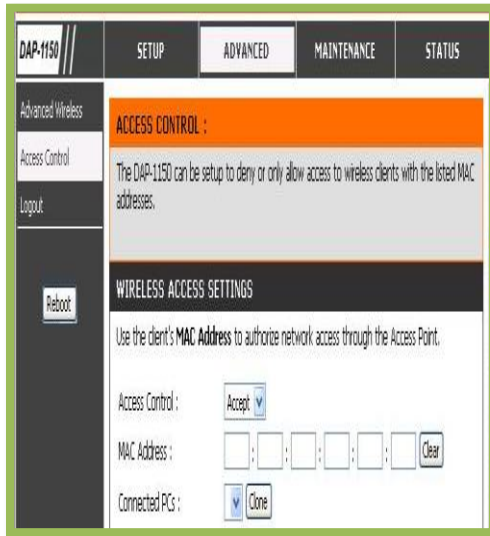 DAP-1150 // SETUP ADVANCED MAINTENANCE STATUS
Advanced Wireless
Access Control
Logout
Reboot
ACCESS CONTROL :
The DAP-1150 can be setup to deny or only allow access to wireless clients with the listed MAC
addresses.
WIRELESS ACCESS SETTINGS
Use the client's MAC Address to authorize network access through the Access Point.
Access Control : Accept
MAC Address : : : : : : Clear
Connected PCs : Clone